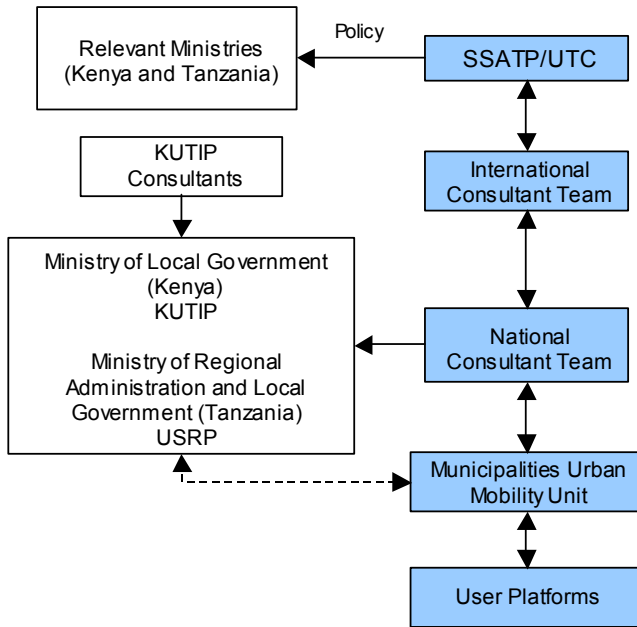 Relevant Ministries
(Kenya and Tanzania)
Policy
SSATP/UTC
KUTIP
Consultants
International
Consultant Team
Ministry of Local Government
(Kenya)
KUTIP
Ministry of Regional
Administration and Local
Government (Tanzania)
USRP
National
Consultant Team
Municipalities Urban
Mobility Unit
User Platforms